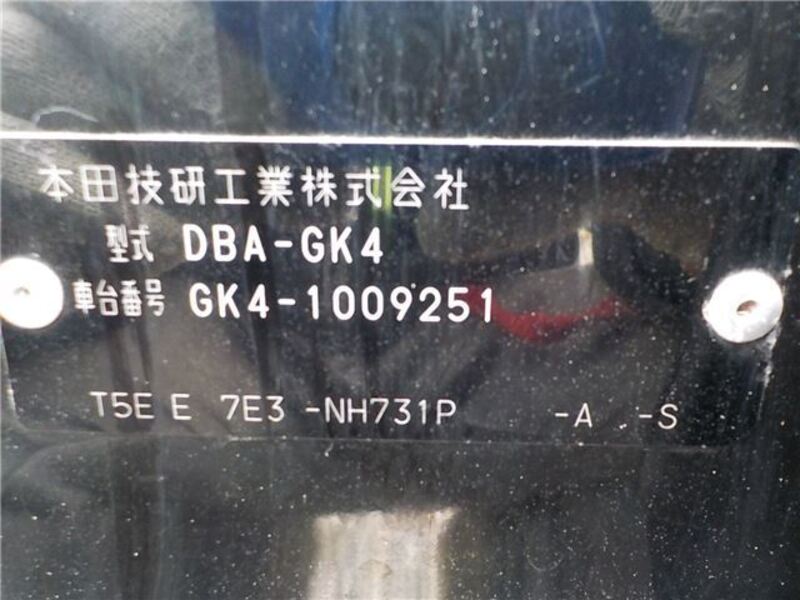 本田技研工業株式会社
型式 DBA-GK4
車台番号 GK4-1009251
T5E E 7E3 -NH731P -A -S